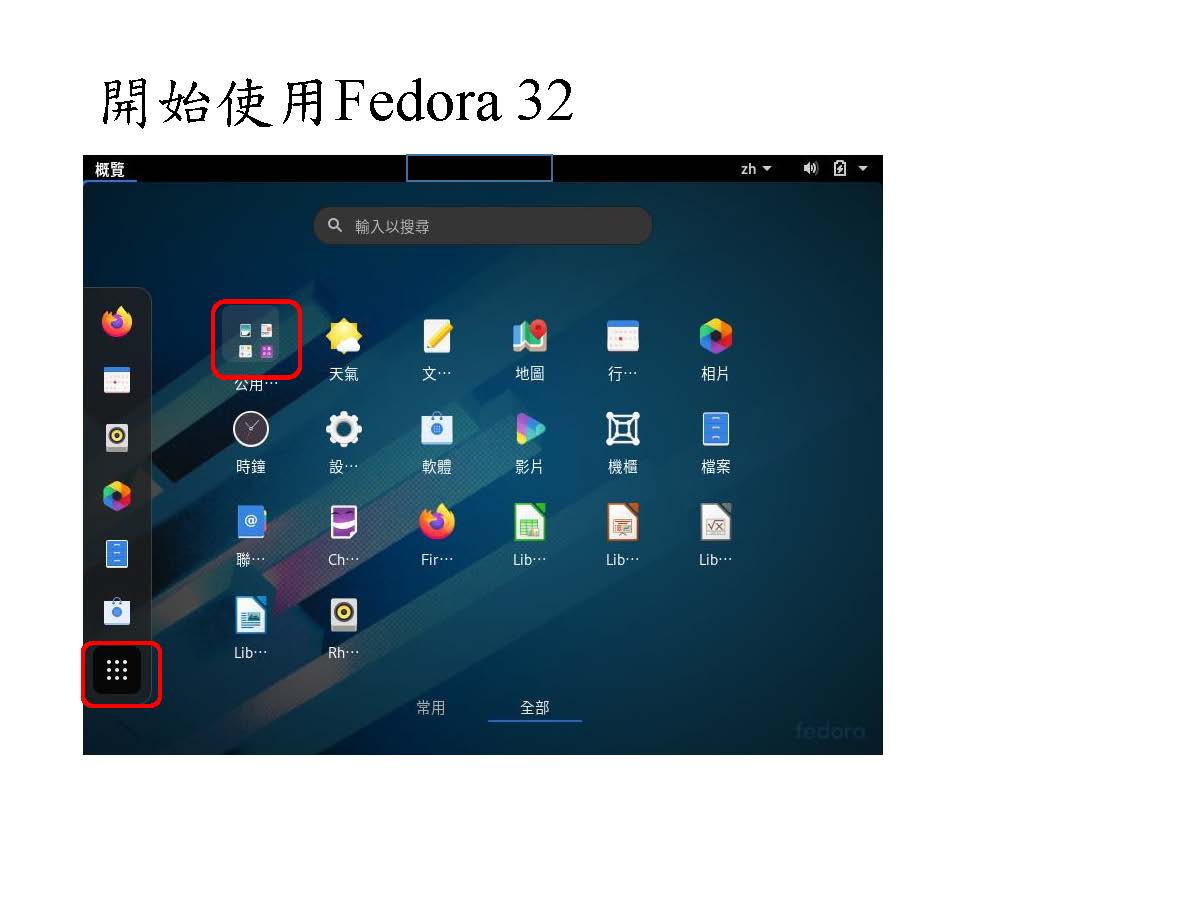 開始使用Fedora 32
概覽
zh
輸入以搜尋
公用…
天氣
文…
地圖
行…
相片
時鐘
設…
軟體
影片
機櫃
檔案
聯…
Ch…
Fir…
Lib…
Lib…
Lib…
Lib…
Rh…
常用
全部
fedora